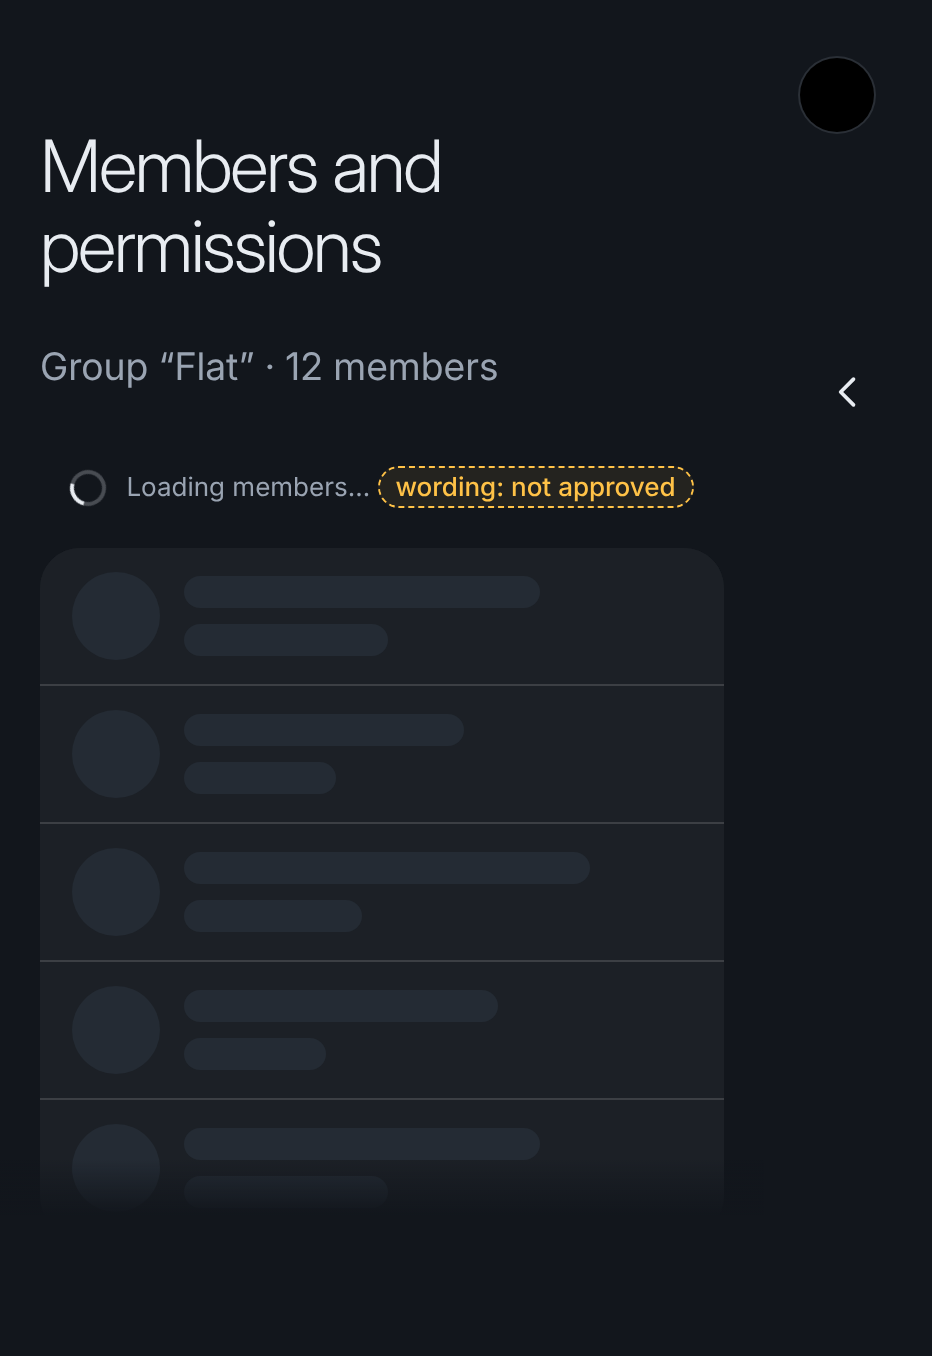 Members and
permissions
Group “Flat” · 12 members
Loading members... wording: not approved